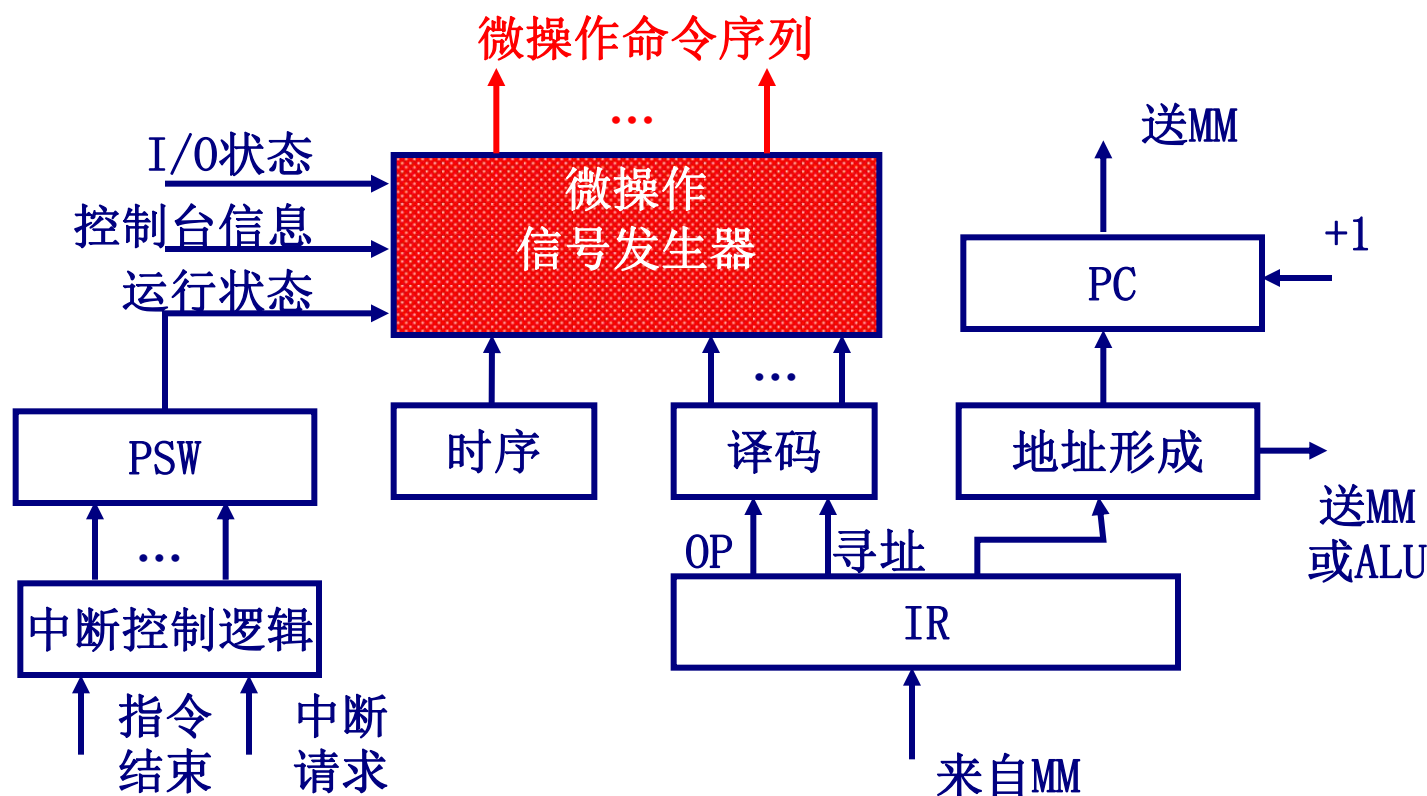 微操作命令序列
…
送MM
I/O状态
微操作
控制台信息
信号发生器
+1
运行状态
PC
…
PSW
时序
译码
地址形成
送MM
或ALU
…
OP
寻址
中断控制逻辑
IR
指令
结束
中断
请求
来自MM